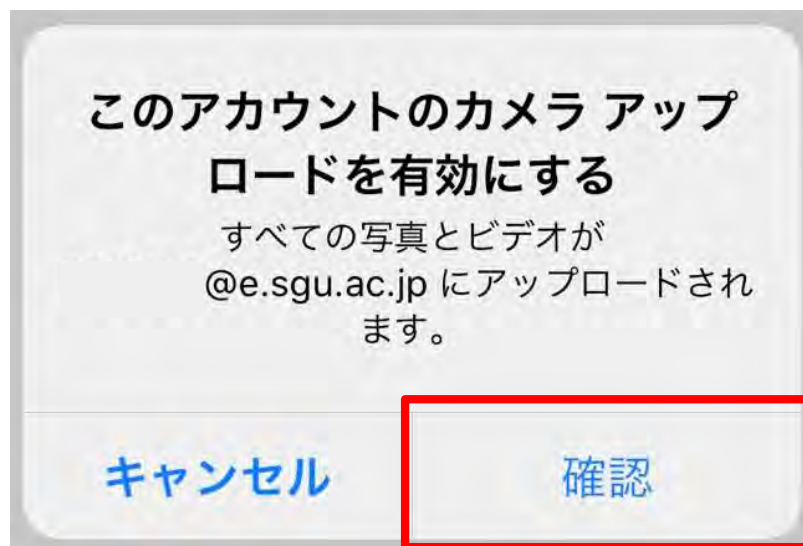 このアカウントのカメラ アップ
ロードを有効にする
すべての写真とビデオが
@e.sgu.ac.jp にアップロードされ
ます。
キャンセル
確認